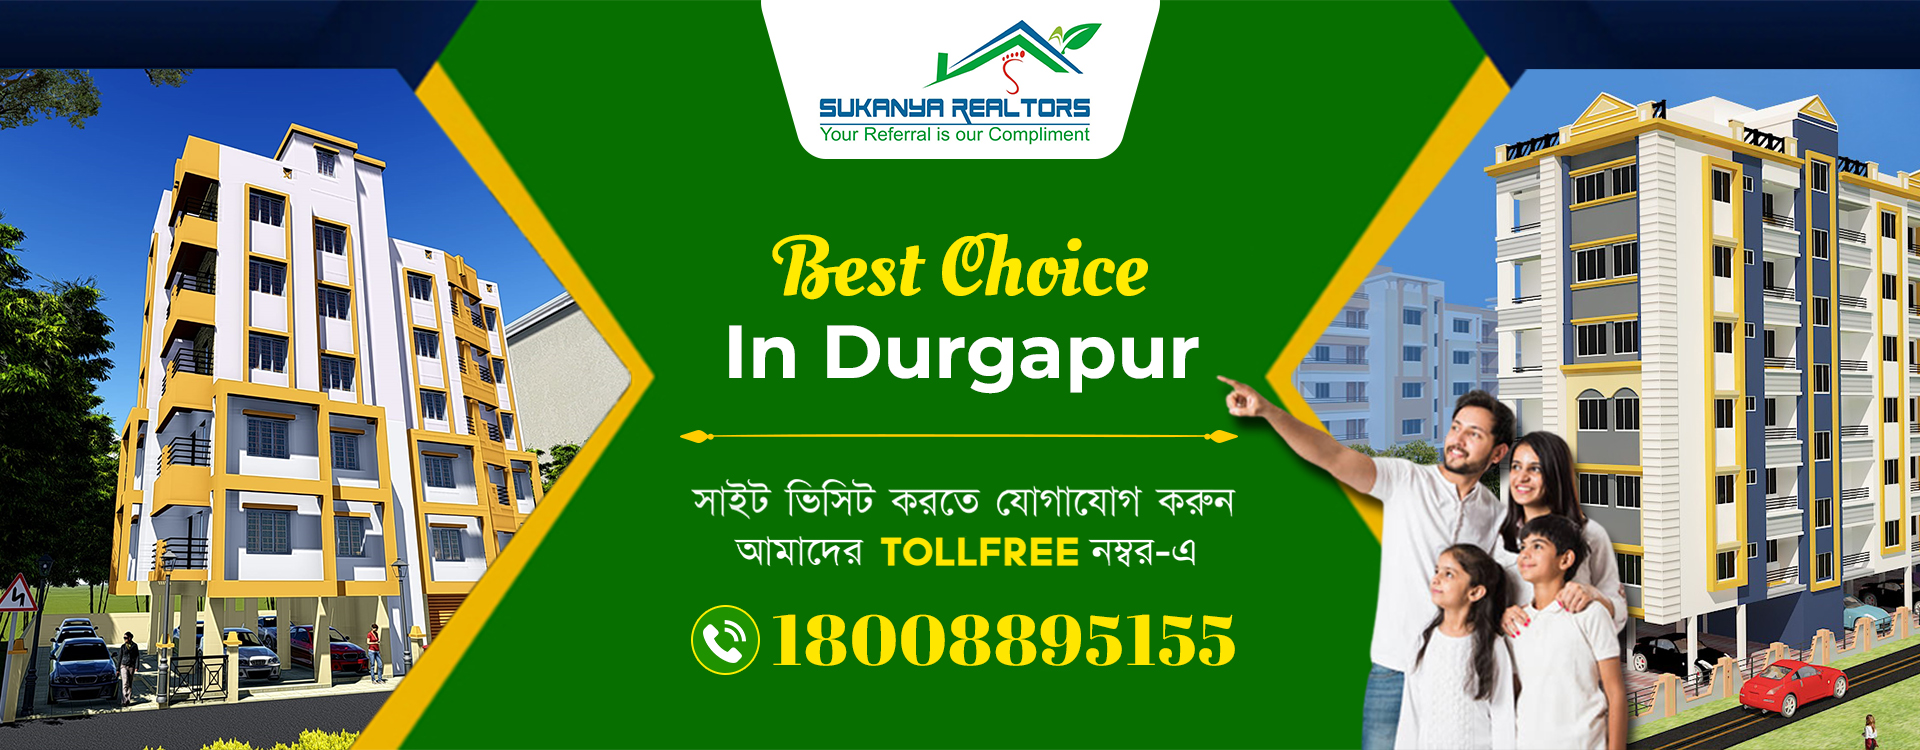 SUKANYA REALTORS
Your Referral is our Compliment
Best Choice
In Durgapur
সাইট ভিসিট করতে যোগাযোগ করুন
আমাদের TOLLFREE নম্বর-এ
18008895155